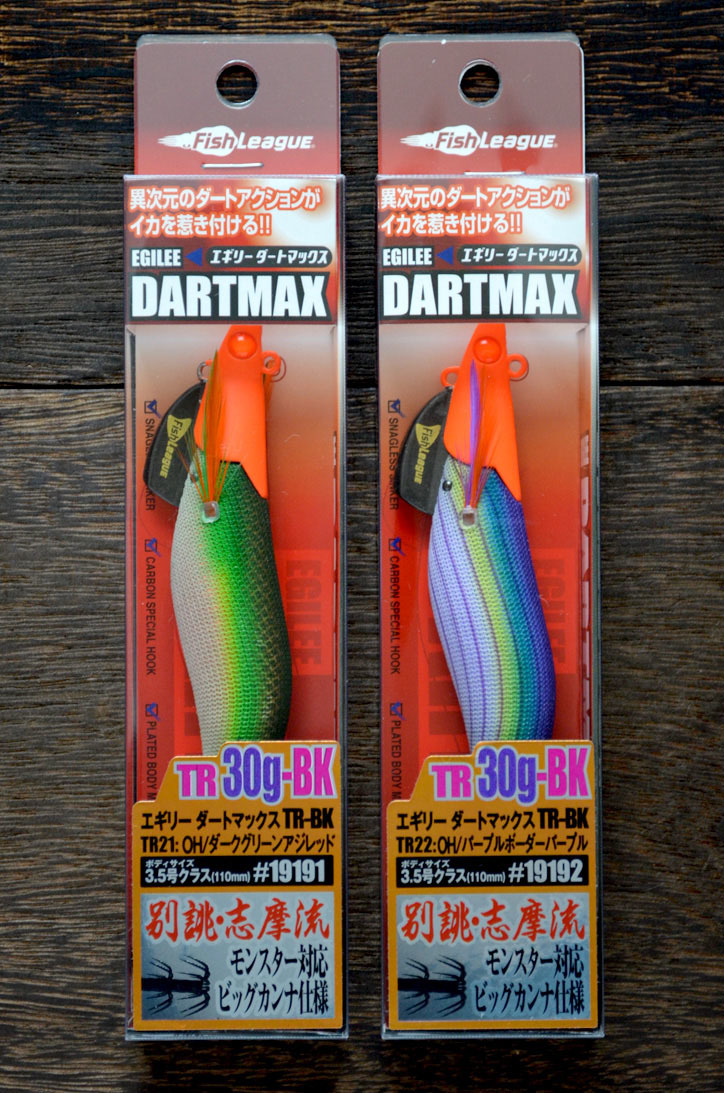 FishLeague
異次元のダートアクションが
イカを惹き付ける!!
EGILEE エギリーダートマックス
DARTMAX
FishLeague
SNAGLESS SINKER
CARBON SPECIAL HOOK
PLATED BODY
EGILEE
TR 30g-BK
エギリー ダートマックス TR-BK
TR21:OH/ダークグリーンアジレッド
ボディサイズ
3.5号クラス(110mm) #19191
別誂・志摩流
モンスター対応
ビッグカンナ仕様
FishLeague
異次元のダートアクションが
イカを惹き付ける!!
EGILEE エギリーダートマックス
DARTMAX
FishLeague
SNAGLESS SINKER
CARBON SPECIAL HOOK
PLATED BODY
EGILEE
TR 30g-BK
エギリー ダートマックス TR-BK
TR22:OH/パープルボーダーパープル
ボディサイズ
3.5号クラス(110mm) #19192
別誂・志摩流
モンスター対応
ビッグカンナ仕様